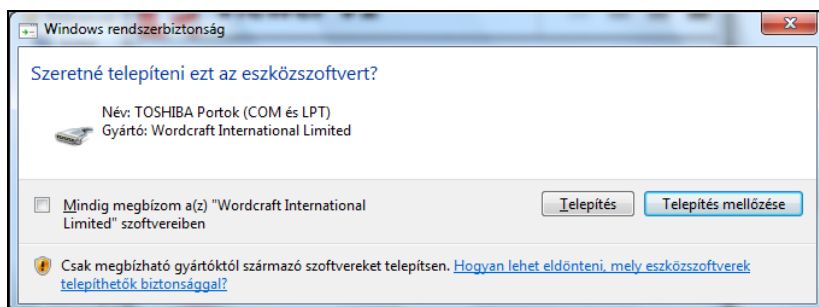 Windows rendszerbiztonság
Szeretné telepíteni ezt az eszközszoftvert?
Név: TOSHIBA Portok (COM és LPT)
Gyártó: Wordcraft International Limited
Mindig megbízom a(z) "Wordcraft International
Limited" szoftvereiben
Telepítés
Telepítés mellőzése
Csak megbízható gyártóktól származó szoftvereket telepítsen. Hogyan lehet eldönteni, mely eszközszoftverek
telepíthetők biztonsággal?